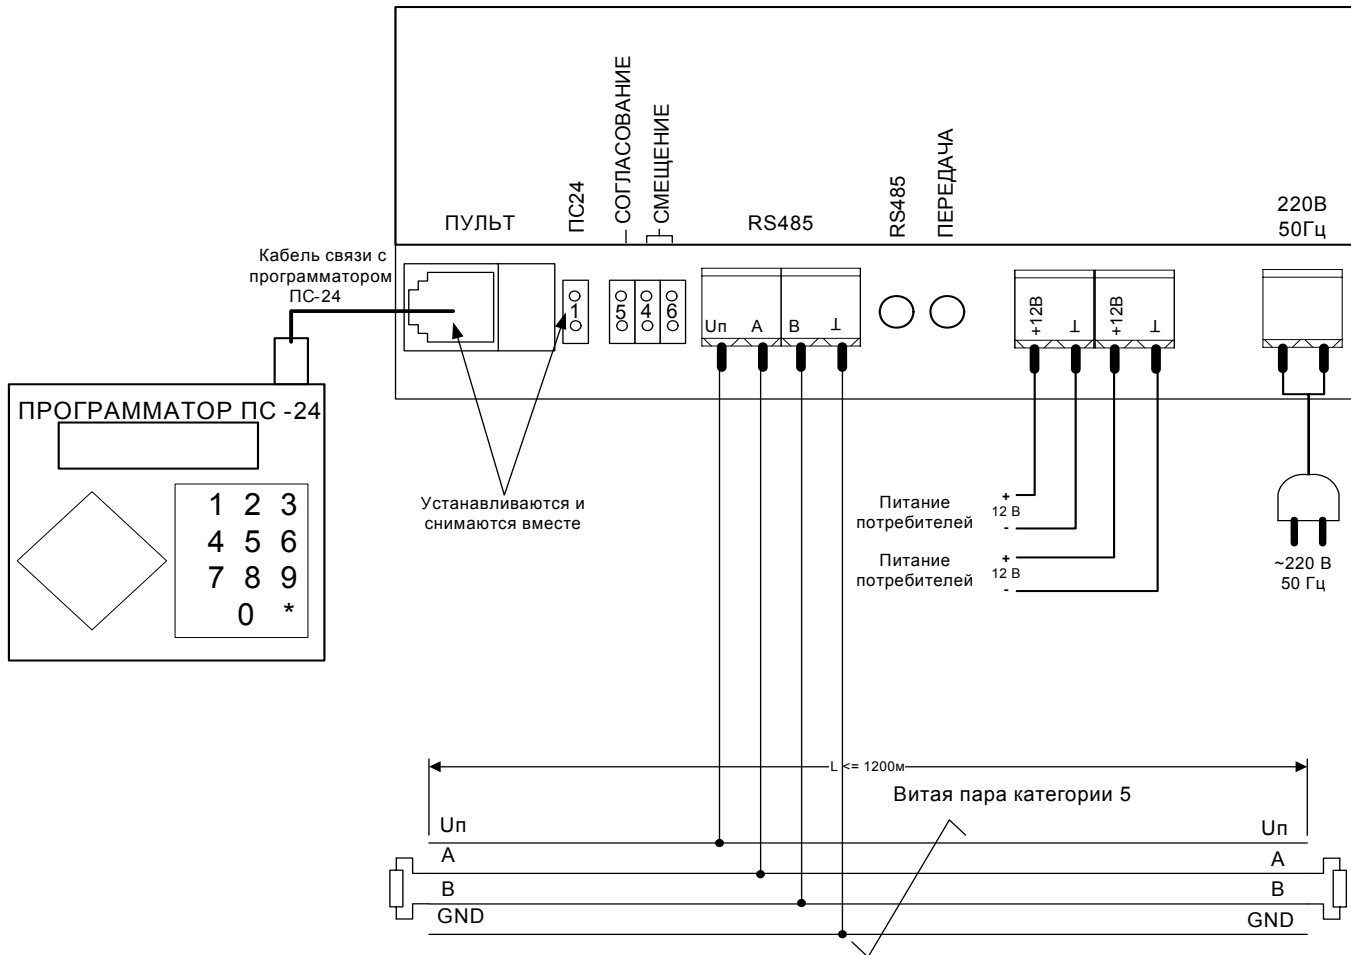 СОГЛАСОВАНИЕ
СМЕЩЕНИЕ
ПС24
ПУЛЬТ
RS485
RS485
ПЕРЕДАЧА
220В
50Гц
Кабель связи с
программатором
ПС-24
1
5
4
6
Uп
A
B
⊥
+12В
⊥
+12В
⊥
ПРОГРАММАТОР ПС -24
1 2 3
4 5 6
7 8 9
0 *
Устанавливаются и
снимаются вместе
Питание
потребителей
+
12 В
-
Питание
потребителей
+
12 В
-
~220 В
50 Гц
L <= 1200м
Витая пара категории 5
Uп
A
B
GND
Uп
A
B
GND